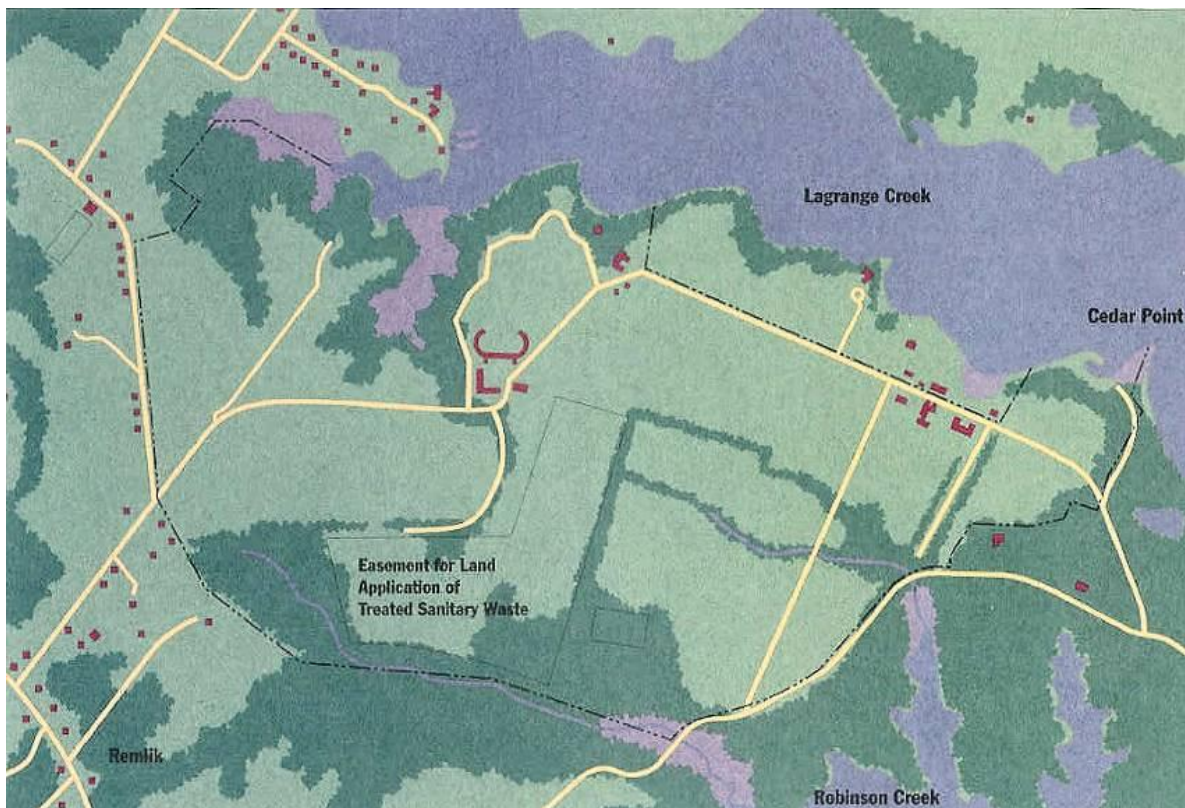 Lagrange Creek
Cedar Point
Easement for Land
Application of
Treated Sanitary Waste
Remlik
Robinson Creek